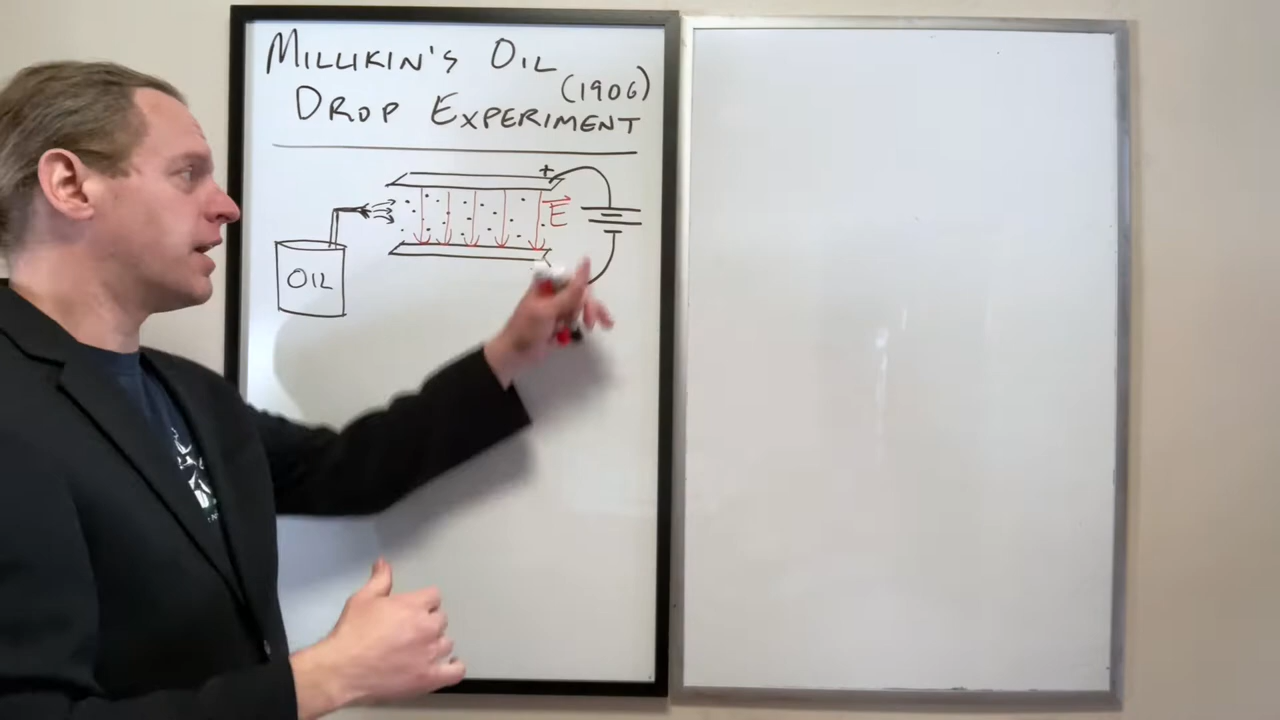 MILLIKIN'S OIL
(1906)
DROP EXPERIMENT
+
E
OIL